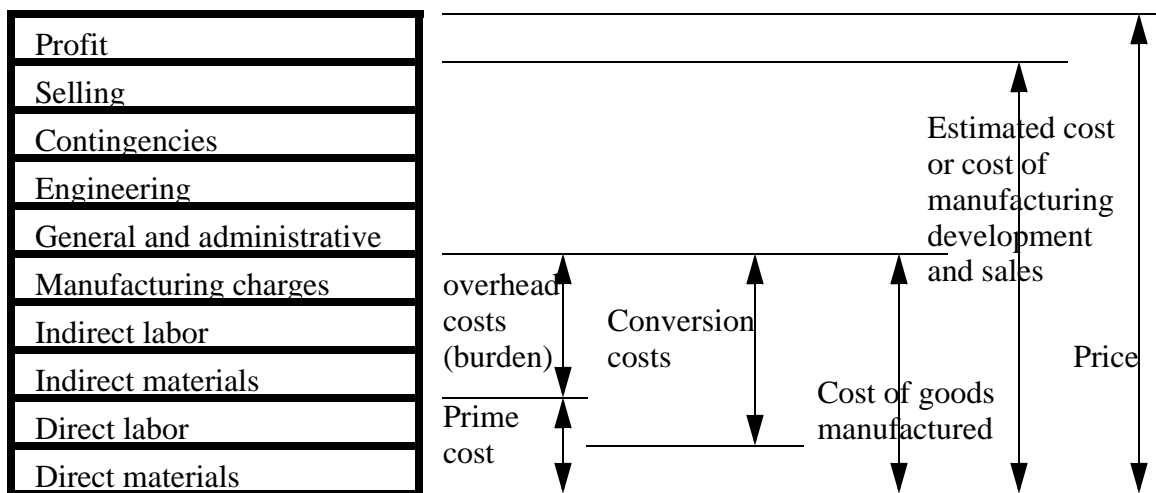 Profit
Selling
Contingencies
Engineering
General and administrative
Manufacturing charges
Indirect labor
Indirect materials
Direct labor
Direct materials
overhead
costs
(burden)
Prime
cost
Conversion
costs
Cost of goods
manufactured
Estimated cost
or cost of
manufacturing
development
and sales
Price